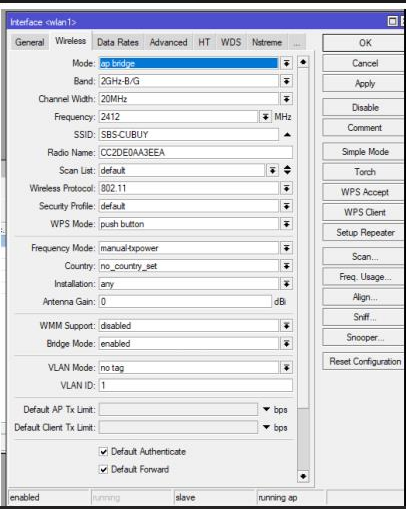 Interface <wlan1>
General Wireless Data Rates Advanced HT WDS Nstreme ...
Mode: ap bridge
Band: 2GHz-B/G
Channel Width: 20MHz
Frequency: 2412 MHz
SSID: SBS-CUBUY
Radio Name: CC2DE0AA3EEA
Scan List: default
Wireless Protocol: 802.11
Security Profile: default
WPS Mode: push button
Frequency Mode: manual-txpower
Country: no_country_set
Installation: any
Antenna Gain: 0 dBi
WMM Support: disabled
Bridge Mode: enabled
VLAN Mode: no tag
VLAN ID: 1
Default AP Tx Limit: bps
Default Client Tx Limit: bps
Default Authenticate
Default Forward
OK
Cancel
Apply
Disable
Comment
Simple Mode
Torch
WPS Accept
WPS Client
Setup Repeater
Scan...
Freq. Usage...
Align...
Sniff...
Snooper...
Reset Configuration
enabled running slave running ap